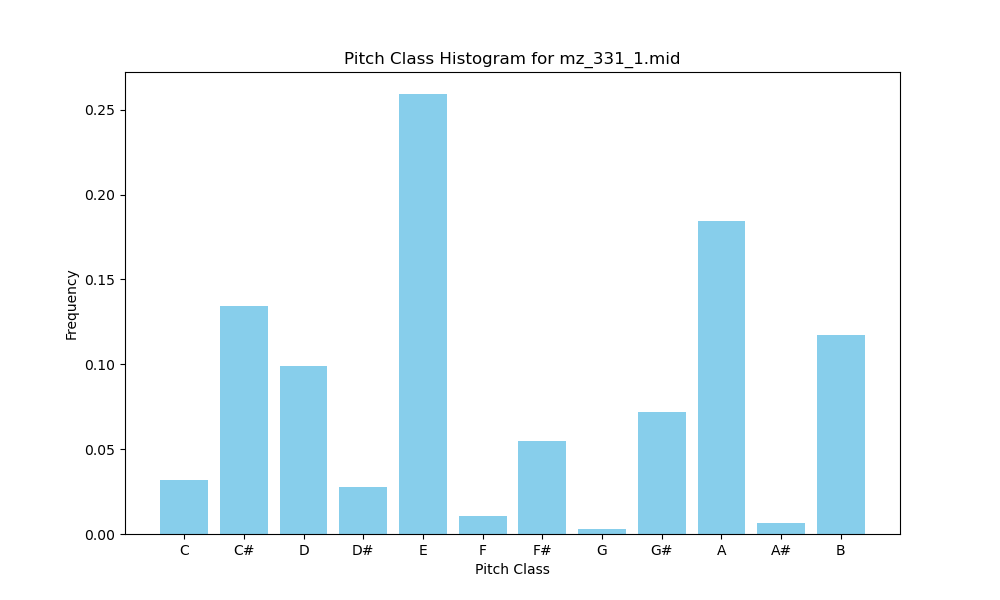 Pitch Class Histogram for mz_331_1.mid
0.25
0.20
0.15
0.10
0.05
0.00
Frequency
C C# D D# E F F# G G# A A# B
Pitch Class